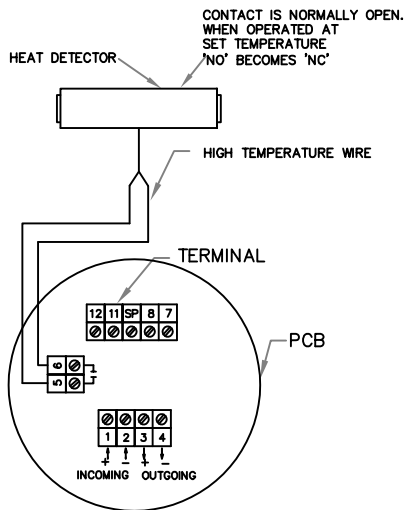 CONTACT IS NORMALLY OPEN.
WHEN OPERATED AT
SET TEMPERATURE
'NO' BECOMES 'NC'
HEAT DETECTOR
HIGH TEMPERATURE WIRE
TERMINAL
12 11 SP 8 7
PCB
6
5
1 2 3 4
+ - + -
INCOMING OUTGOING